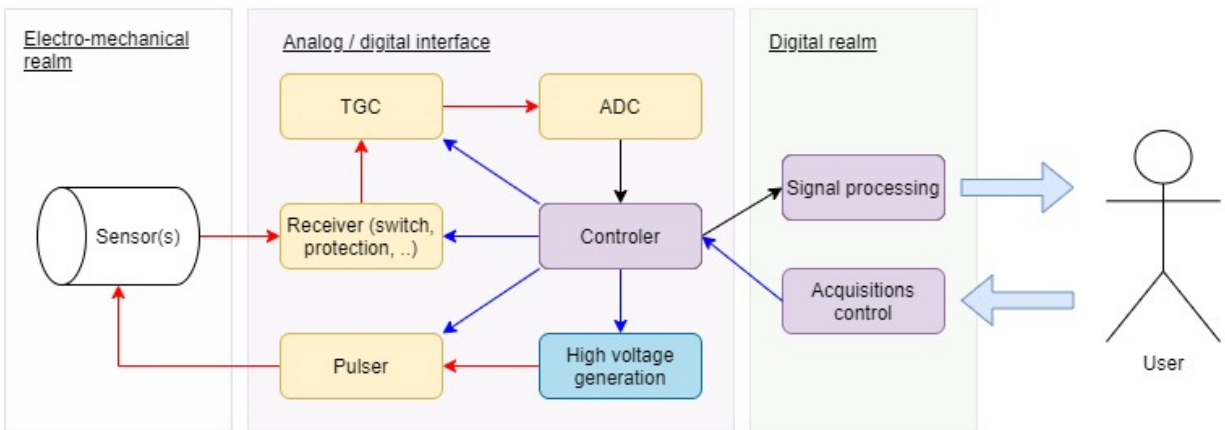 Electro-mechanical
realm
Analog / digital interface
Digital realm
TGC
ADC
Sensor(s)
Receiver (switch,
protection, ..)
Controler
Signal processing
Acquisitions
control
Pulser
High voltage
generation
User